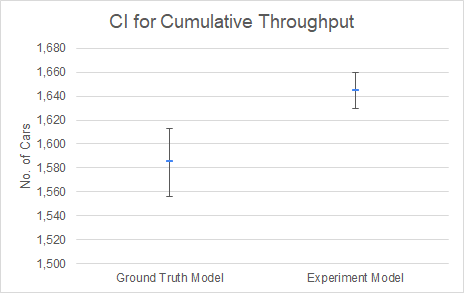 CI for Cumulative Throughput
1,680
1,660
1,640
1,620
1,600
1,580
1,560
1,540
1,520
1,500
No. of Cars
Ground Truth Model
Experiment Model